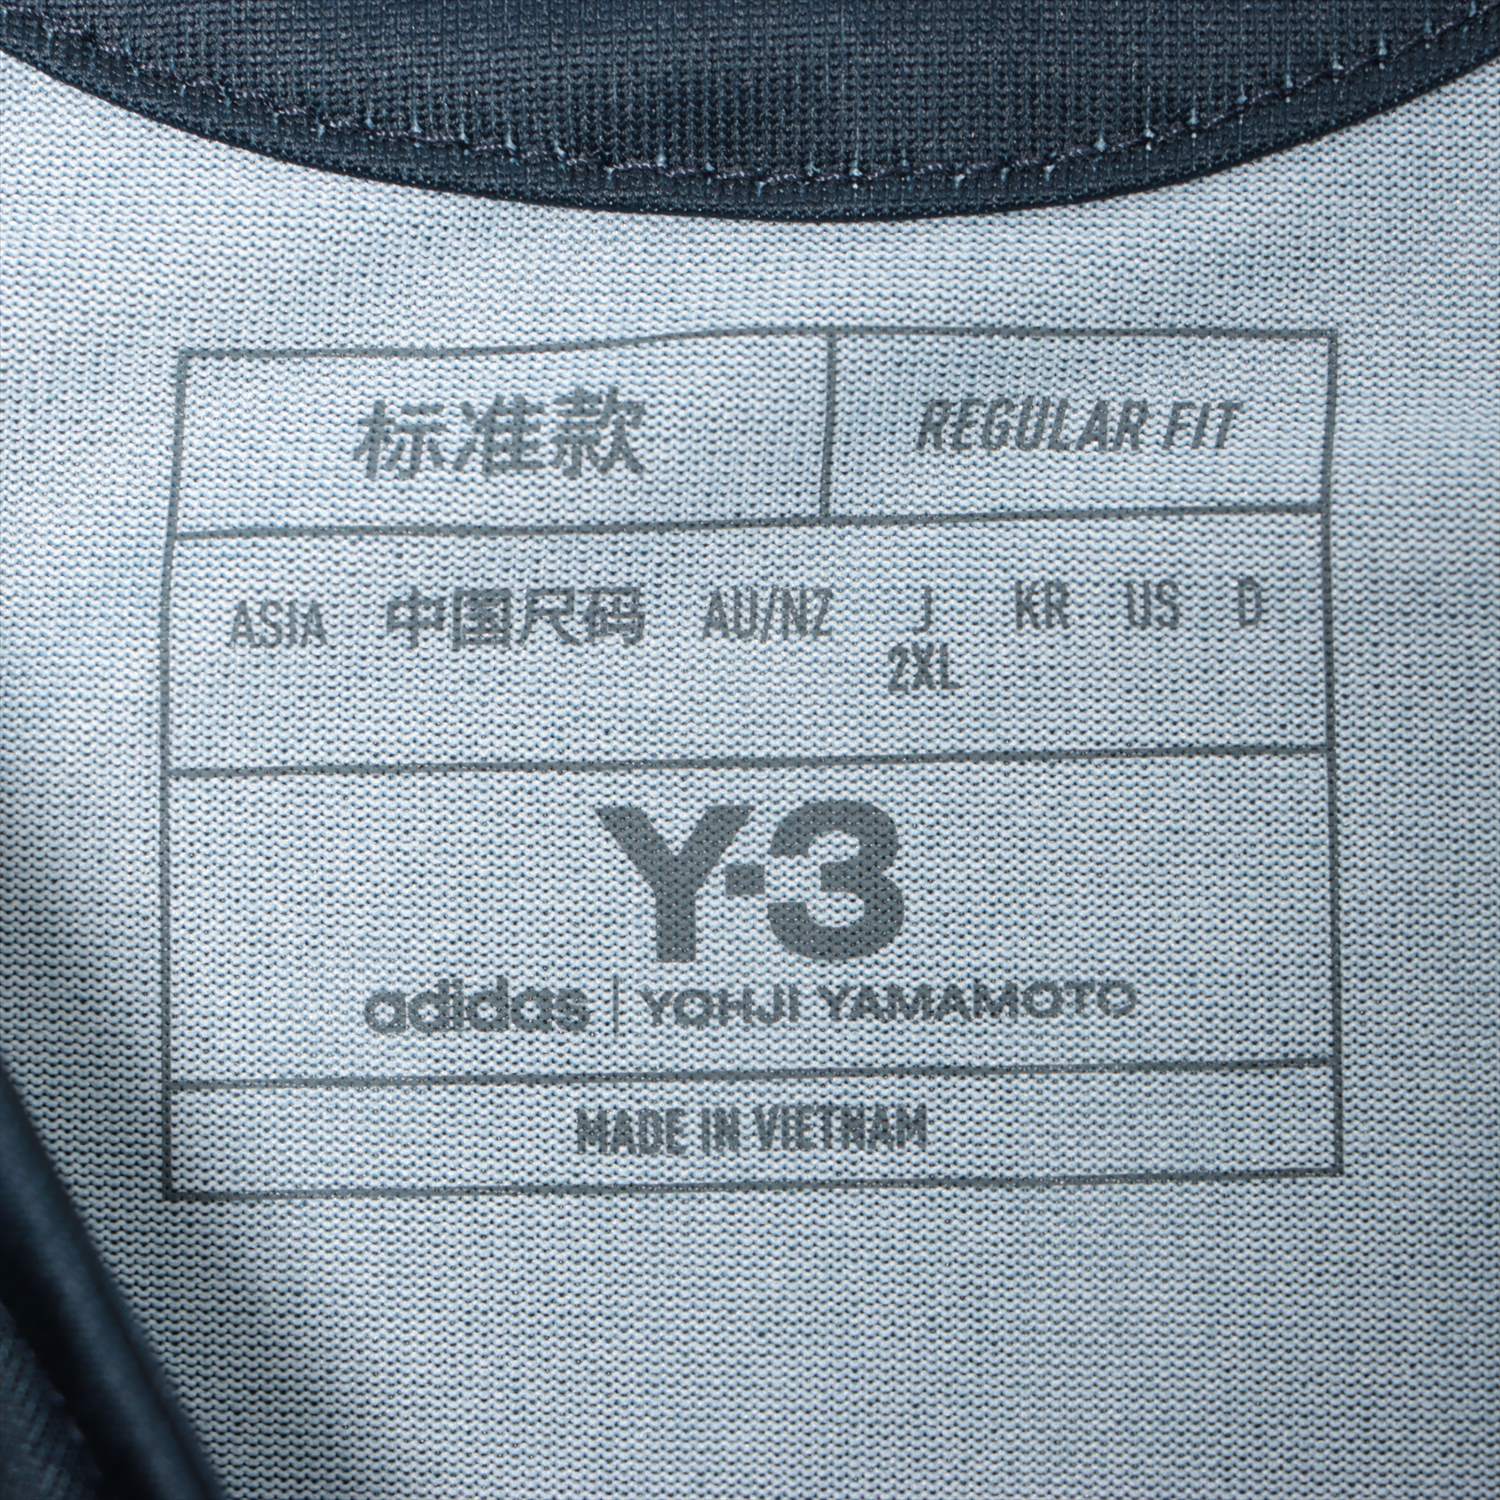 标准款 REGULAR FIT
ASIA 中国尺码 AU/NZ J KR US D
2XL
Y-3
adidas | YOHJI YAMAMOTO
MADE IN VIETNAM